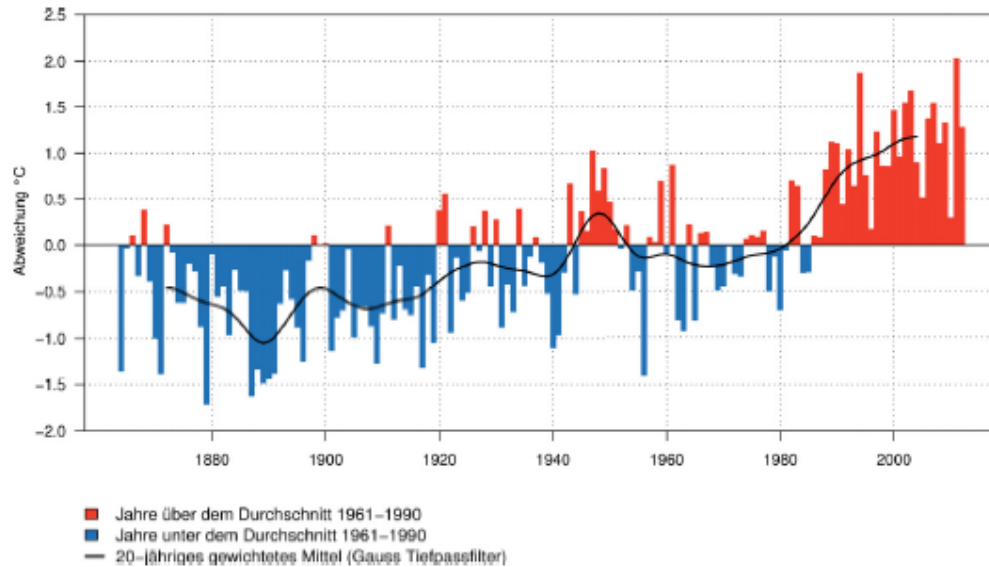 2.5
2.0
1.5
1.0
0.5
0.0
−0.5
−1.0
−1.5
−2.0
Abweichung °C
1880 1900 1920 1940 1960 1980 2000
Jahre über dem Durchschnitt 1961−1990
Jahre unter dem Durchschnitt 1961−1990
20−jähriges gewichtetes Mittel (Gauss Tiefpassfilter)